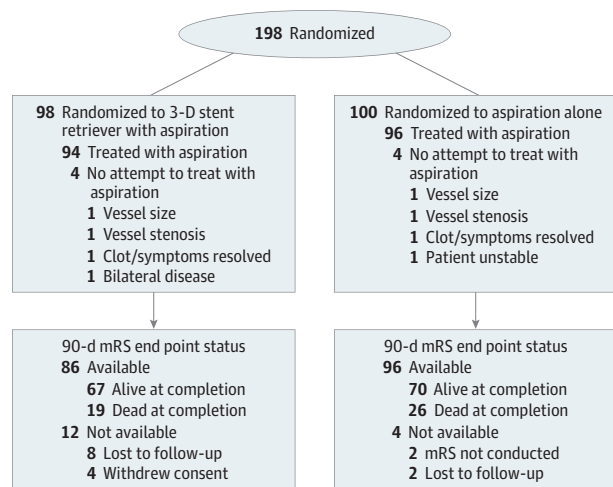 198 Randomized
98 Randomized to 3-D stent
retriever with aspiration
94 Treated with aspiration
4 No attempt to treat with
aspiration
1 Vessel size
1 Vessel stenosis
1 Clot/symptoms resolved
1 Bilateral disease
100 Randomized to aspiration alone
96 Treated with aspiration
4 No attempt to treat with
aspiration
1 Vessel size
1 Vessel stenosis
1 Clot/symptoms resolved
1 Patient unstable
90-d mRS end point status
86 Available
67 Alive at completion
19 Dead at completion
12 Not available
8 Lost to follow-up
4 Withdrew consent
90-d mRS end point status
96 Available
70 Alive at completion
26 Dead at completion
4 Not available
2 mRS not conducted
2 Lost to follow-up